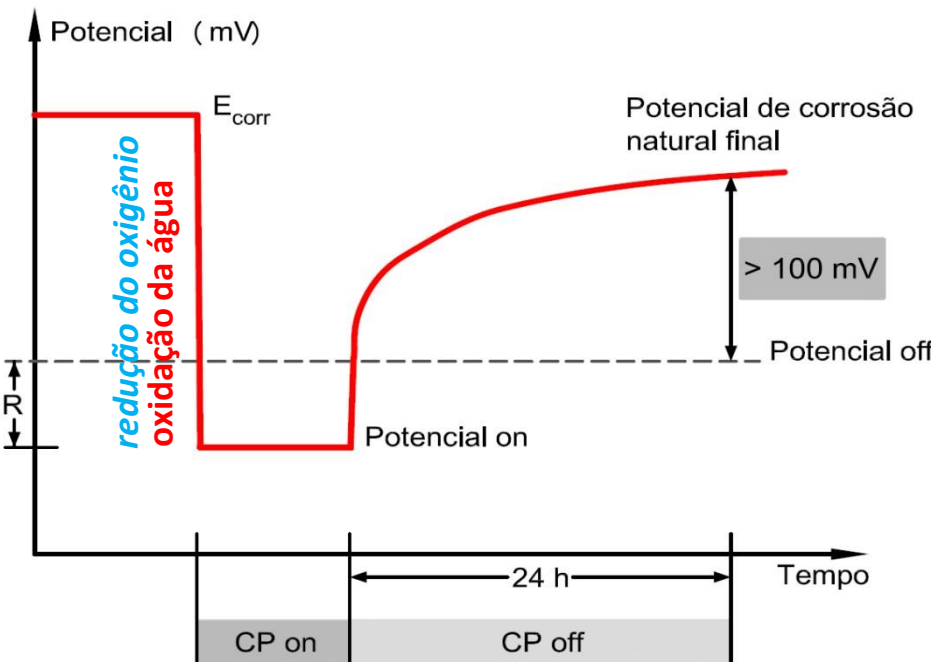 Potencial ( mV)
E_corr
Potencial de corrosão
natural final
redução do oxigênio
oxidação da água
> 100 mV
Potencial off
R
Potencial on
24 h
Tempo
CP on
CP off